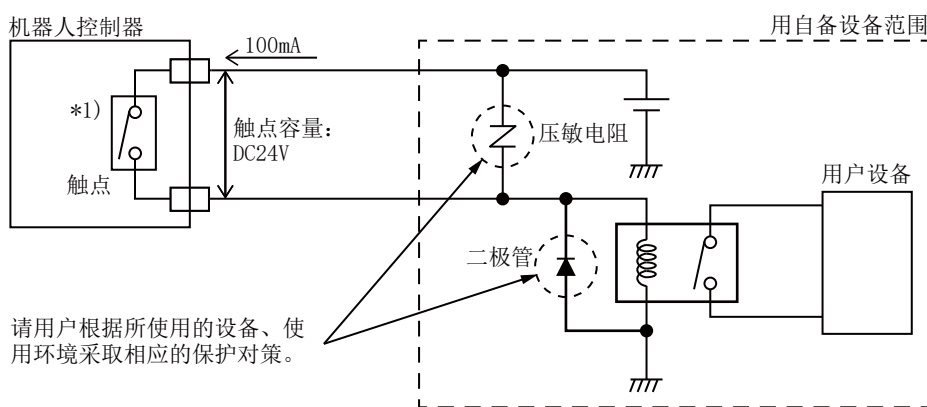 机器人控制器
用自备设备范围
100mA
*1)
触点容量：
DC24V
压敏电阻
触点
用户设备
二极管
请用户根据所使用的设备、使
用环境采取相应的保护对策。